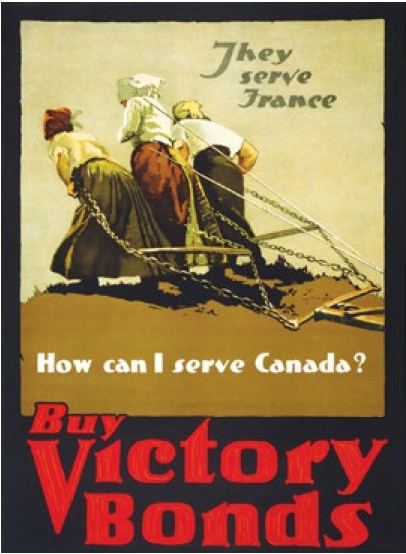 They
serve
France
How can I serve Canada?
Buy
Victory
Bonds